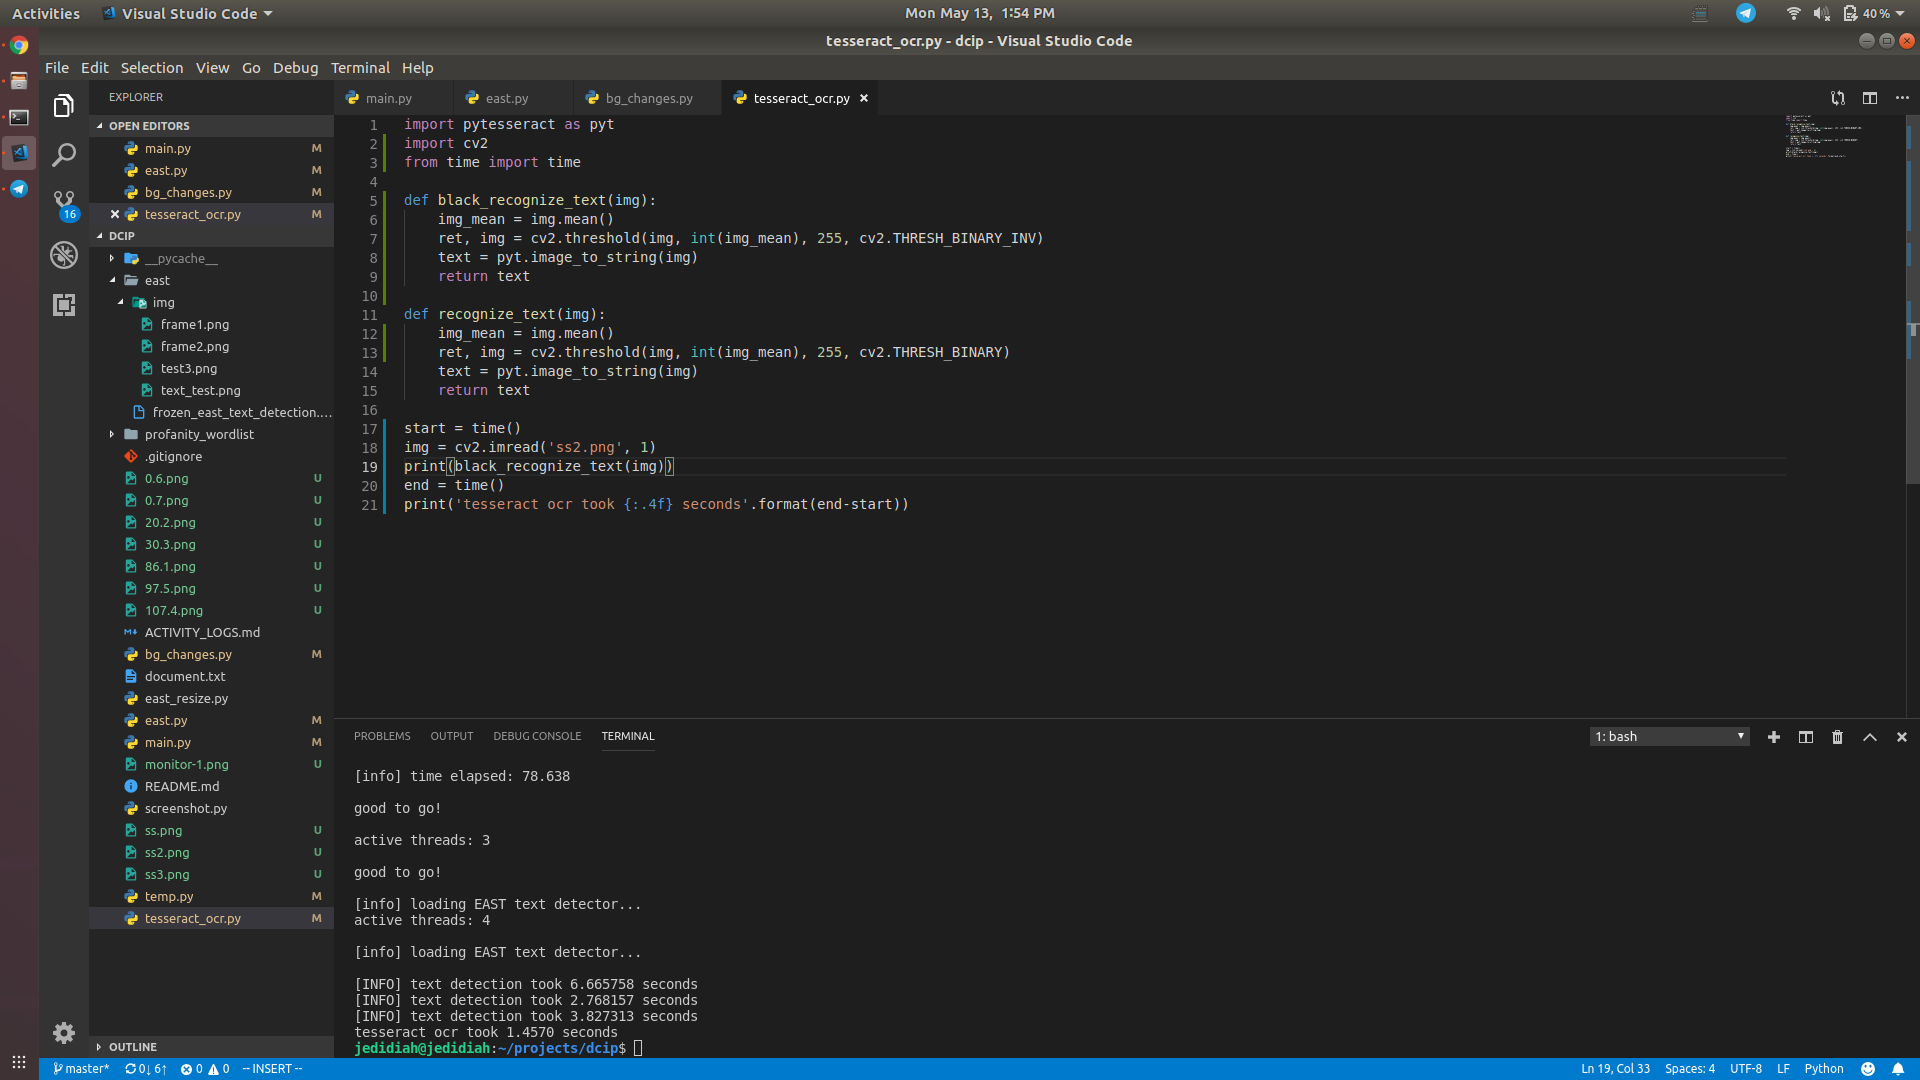 Activities
Visual Studio Code
Mon May 13, 1:54 PM
40 %
tesseract_ocr.py - dcip - Visual Studio Code
File Edit Selection View Go Debug Terminal Help
EXPLORER
OPEN EDITORS
main.py M
east.py M
bg_changes.py M
tesseract_ocr.py M
DCIP
__pycache__
east
img
frame1.png
frame2.png
test3.png
text_test.png
frozen_east_text_detection....
profanity_wordlist
.gitignore
0.6.png U
0.7.png U
20.2.png U
30.3.png U
86.1.png U
97.5.png U
107.4.png U
ACTIVITY_LOGS.md
bg_changes.py M
document.txt
east_resize.py
east.py M
main.py M
monitor-1.png U
README.md
screenshot.py
ss.png U
ss2.png U
ss3.png U
temp.py M
tesseract_ocr.py M
OUTLINE
16
main.py east.py bg_changes.py tesseract_ocr.py
1 import pytesseract as pyt
2 import cv2
3 from time import time
4
5 def black_recognize_text(img):
6     img_mean = img.mean()
7     ret, img = cv2.threshold(img, int(img_mean), 255, cv2.THRESH_BINARY_INV)
8     text = pyt.image_to_string(img)
9     return text
10
11 def recognize_text(img):
12     img_mean = img.mean()
13     ret, img = cv2.threshold(img, int(img_mean), 255, cv2.THRESH_BINARY)
14     text = pyt.image_to_string(img)
15     return text
16
17 start = time()
18 img = cv2.imread('ss2.png', 1)
19 print(black_recognize_text(img))
20 end = time()
21 print('tesseract ocr took {:.4f} seconds'.format(end-start))
PROBLEMS OUTPUT DEBUG CONSOLE TERMINAL
1: bash
[info] time elapsed: 78.638
good to go!
active threads: 3
good to go!
[info] loading EAST text detector...
active threads: 4
[info] loading EAST text detector...
[INFO] text detection took 6.665758 seconds
[INFO] text detection took 2.768157 seconds
[INFO] text detection took 3.827313 seconds
tesseract ocr took 1.4570 seconds
jedidiah@jedidiah:~/projects/dcip$
master* 0↓ 6↑ 0 0 -- INSERT --
Ln 19, Col 33 Spaces: 4 UTF-8 LF Python